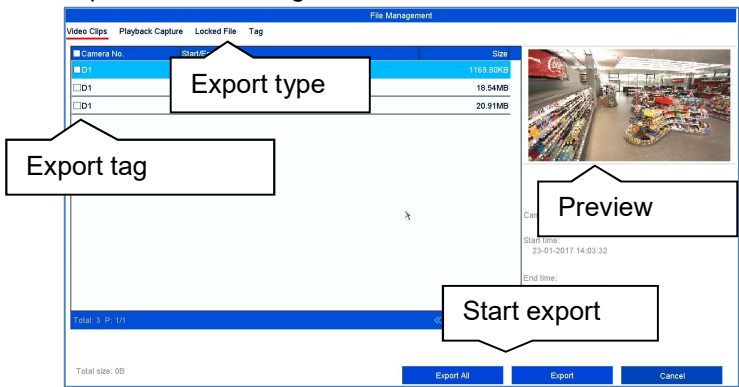 File Management
Video Clips Playback Capture Locked File Tag
Camera No. Size
D1 1169.80KB
Export type
D1 18.54MB
D1 20.91MB
Export tag
Preview
Start time:
23-01-2017 14:03:32
End time:
Start export
Total: 3 P: 1/1
Total size: 0B
Export All Export Cancel